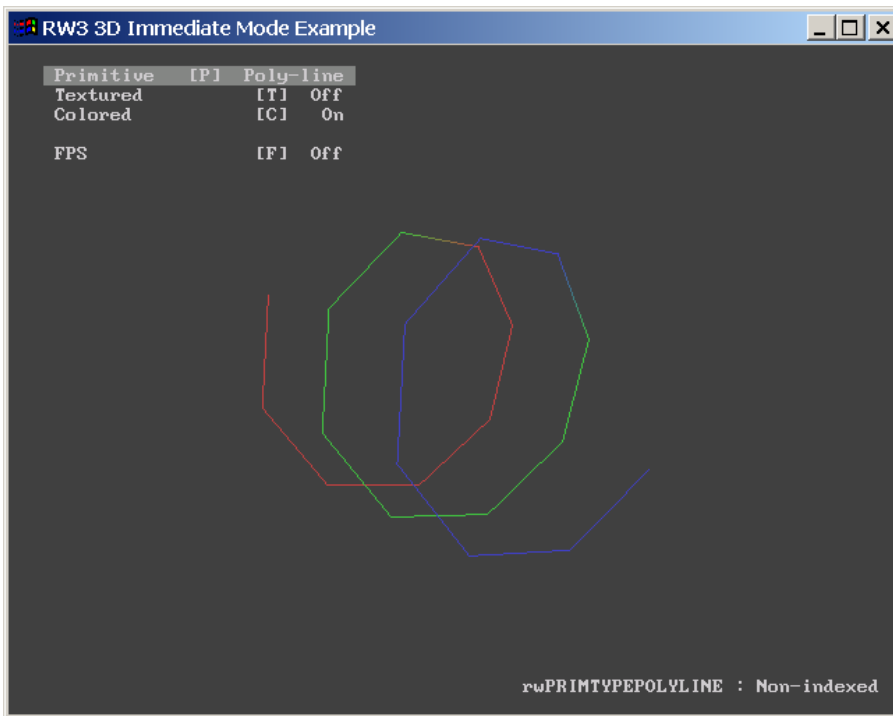 RW3 3D Immediate Mode Example
Primitive [P] Poly-line
Textured [T] Off
Colored [C] On
FPS [F] Off
rwPRIMTYPEPOLYLINE : Non-indexed